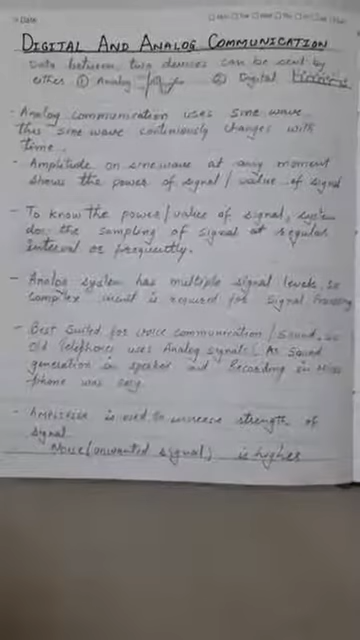 Date
DIGITAL AND ANALOG COMMUNICATION
Data between two devices can be sent by
either ① Analog ② Digital
- Analog communication uses sine wave
this sine wave continuously changes with
time.
- Amplitude on sine wave at any moment
shows the power of signal / value of signal
- To know the power/value of signal, system
do the sampling of signal at regular
interval or frequently.
- Analog system has multiple signal levels, so
complex circuit is required for signal
- Best suited for voice communication / Sound, so
Old Telephones uses Analog signals As sound
generation in speaker and Recording in
phone was easy
- Amplifier is used to increase strength of
signal
Noise (unwanted signal) is higher